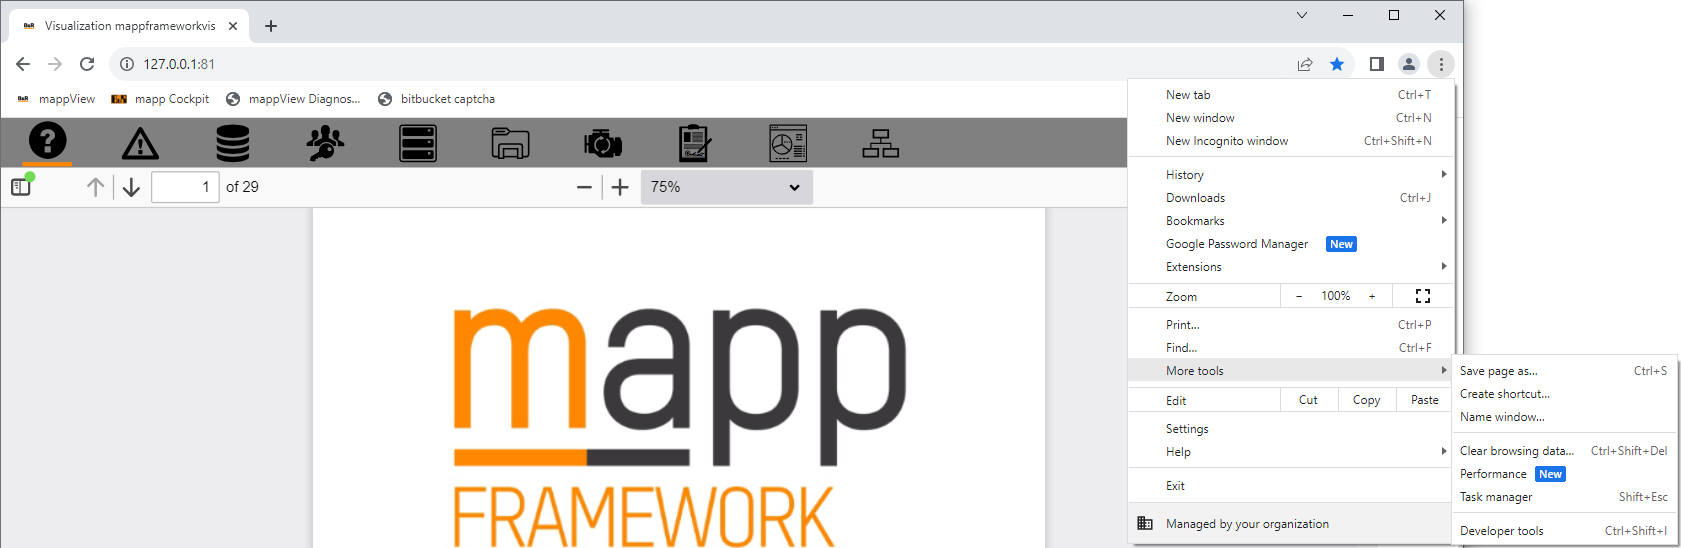 B&R Visualization mappframeworkvis
127.0.0.1:81
B&R mappView mapp Cockpit mappView Diagnos... bitbucket captcha
1 of 29 75%
mapp
FRAMEWORK
New tab Ctrl+T
New window Ctrl+N
New Incognito window Ctrl+Shift+N
History
Downloads Ctrl+J
Bookmarks
Google Password Manager New
Extensions
Zoom - 100% +
Print... Ctrl+P
Find... Ctrl+F
More tools
Edit Cut Copy Paste
Settings
Help
Exit
Managed by your organization
Save page as... Ctrl+S
Create shortcut...
Name window...
Clear browsing data... Ctrl+Shift+Del
Performance New
Task manager Shift+Esc
Developer tools Ctrl+Shift+I